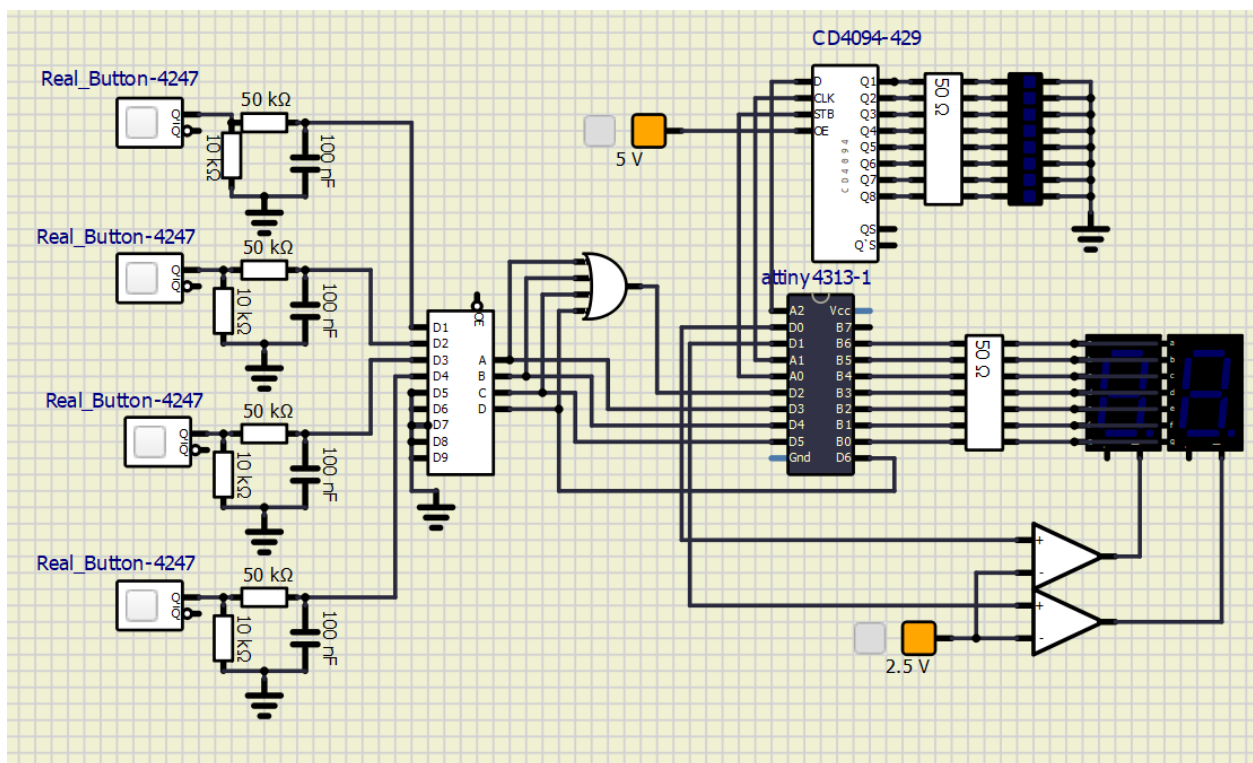 CD4094-429
Real_Button-4247
50 kΩ
10 kΩ
100 nF
Q
Q
5 V
D
CLK
STB
OE
CD4094
Q1
Q2
Q3
Q4
Q5
Q6
Q7
Q8
QS
Q`S
50 Ω
Real_Button-4247
50 kΩ
10 kΩ
100 nF
Q
Q
attiny4313-1
A2
D0
D1
A1
A0
D2
D3
D4
D5
Gnd
Vcc
B7
B6
B5
B4
B3
B2
B1
B0
D6
50 Ω
a
b
c
d
e
f
g
OE
D1
D2
D3
D4
D5
D6
D7
D8
D9
A
B
C
D
Real_Button-4247
50 kΩ
10 kΩ
100 nF
Q
Q
Real_Button-4247
50 kΩ
10 kΩ
100 nF
Q
Q
+
-
+
-
2.5 V